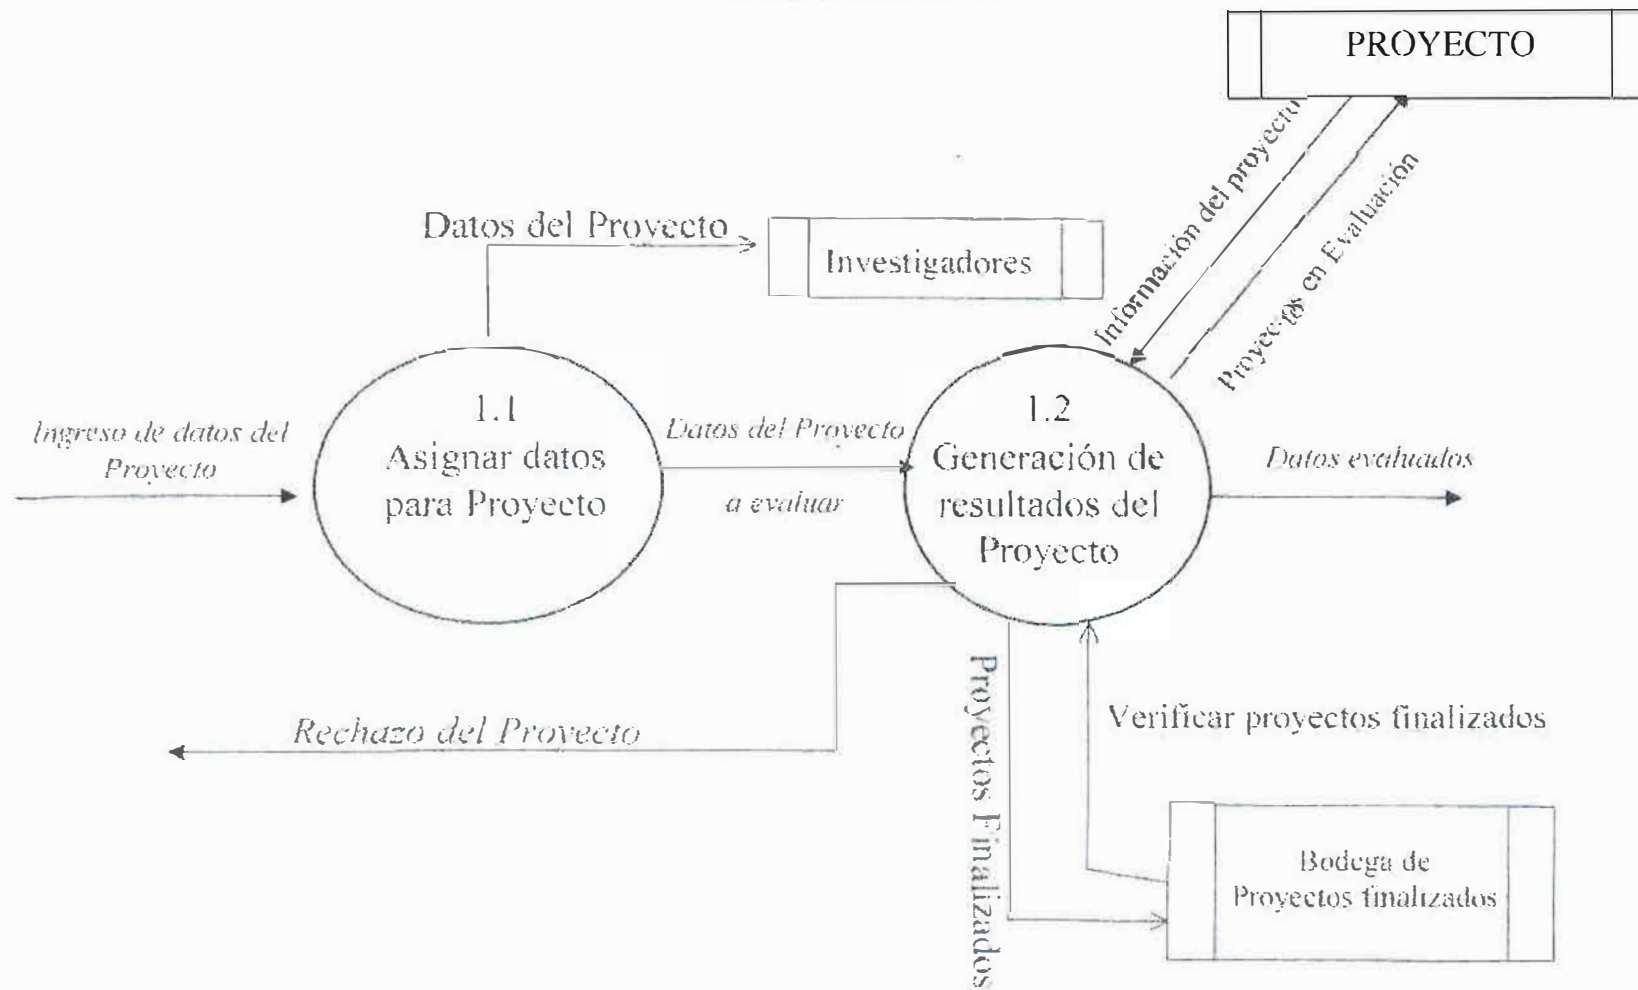 PROYECTO
Información del proyecto
Proyectos en Evaluación
Datos del Proyecto
Investigadores
Ingreso de datos del
Proyecto
1.1
Asignar datos
para Proyecto
Datos del Proyecto
a evaluar
1.2
Generación de
resultados del
Proyecto
Datos evaluados
Rechazo del Proyecto
Proyectos Finalizados
Verificar proyectos finalizados
Bodega de
Proyectos finalizados